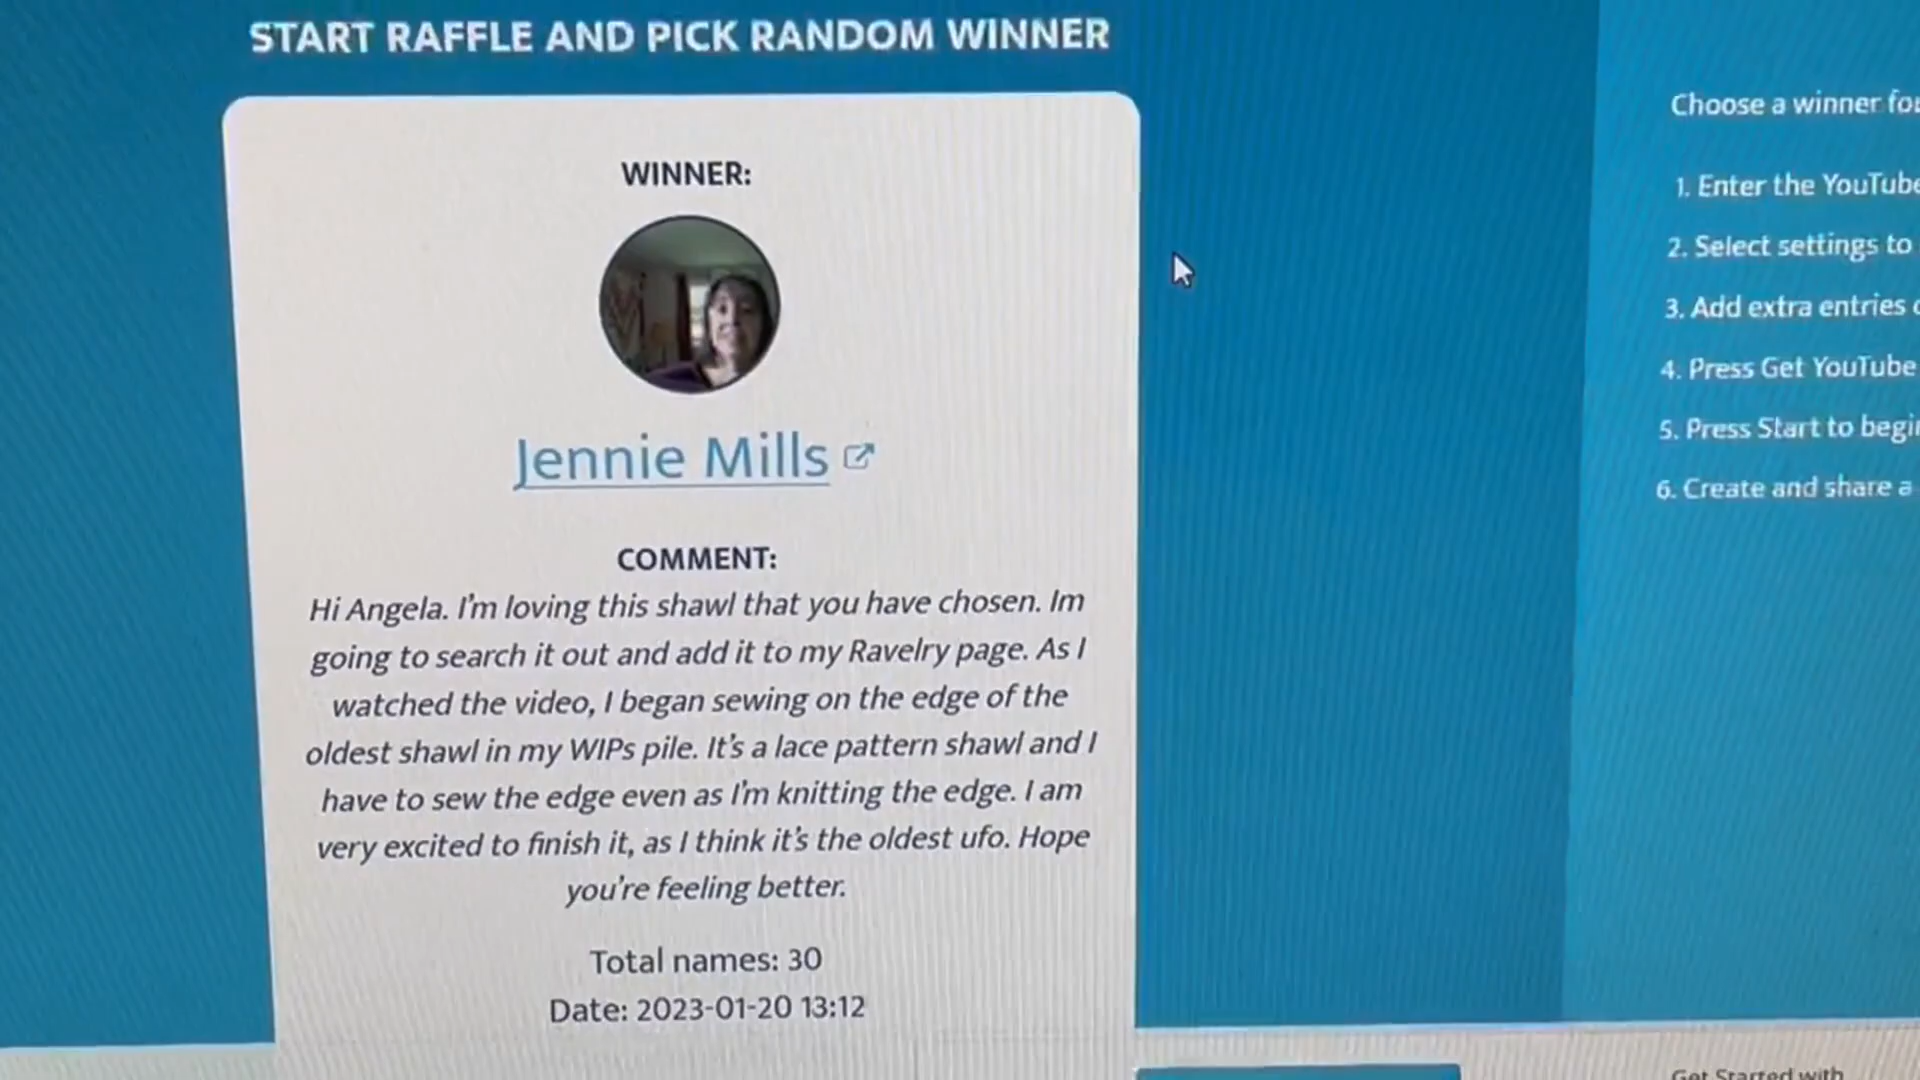 START RAFFLE AND PICK RANDOM WINNER
WINNER:
Jennie Mills
COMMENT:
Hi Angela. I'm loving this shawl that you have chosen. Im
going to search it out and add it to my Ravelry page. As I
watched the video, I began sewing on the edge of the
oldest shawl in my WIPs pile. It's a lace pattern shawl and I
have to sew the edge even as I'm knitting the edge. I am
very excited to finish it, as I think it's the oldest ufo. Hope
you're feeling better.
Total names: 30
Date: 2023-01-20 13:12
Choose a winner for
1. Enter the YouTube
2. Select settings to
3. Add extra entries
4. Press Get YouTube
5. Press Start to begin
6. Create and share a
Get Started with